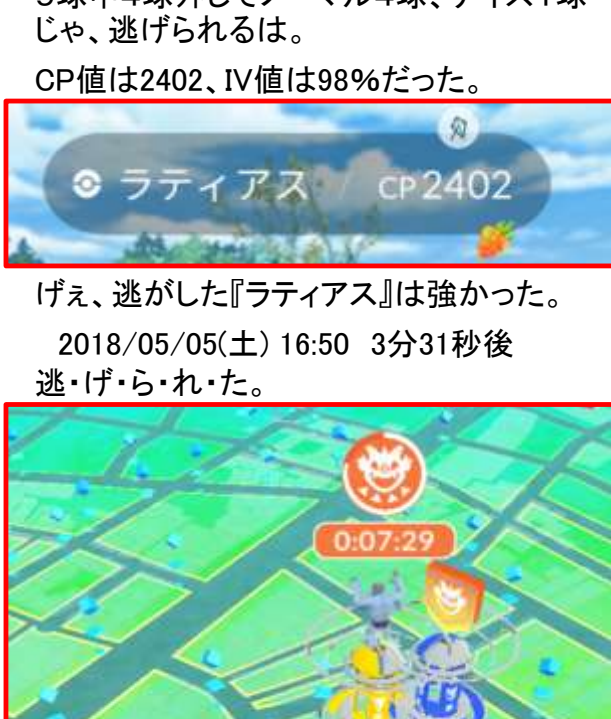 じゃ、逃げられるは。
CP値は2402、IV値は98%だった。
ラティアス / CP2402
げぇ、逃がした『ラティアス』は強かった。
2018/05/05(土) 16:50 3分31秒後
逃・げ・ら・れ・た。
0:07:29